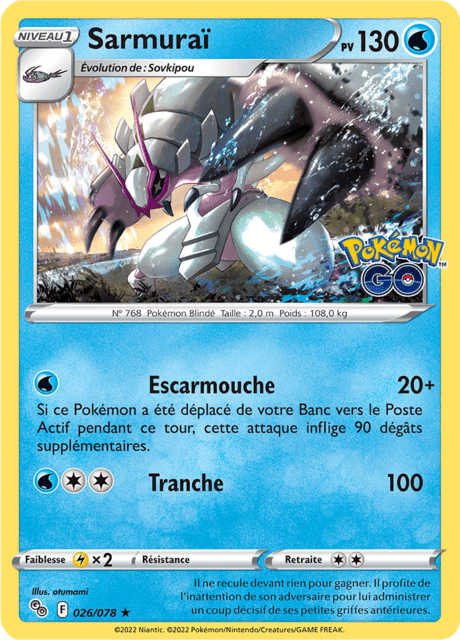 NIVEAU 1 Sarmuraï PV 130
Évolution de : Sovkipou
POKÉMON™
GO
N° 768 Pokémon Blindé Taille : 2,0 m Poids : 108,0 kg
Escarmouche 20+
Si ce Pokémon a été déplacé de votre Banc vers le Poste
Actif pendant ce tour, cette attaque inflige 90 dégâts
supplémentaires.
Tranche 100
Faiblesse ×2 Résistance Retraite
Illus. otumami
Il ne recule devant rien pour gagner. Il profite de
l'inattention de son adversaire pour lui administrer
un coup décisif de ses petites griffes antérieures.
GO F 026/078 ★
©2022 Niantic. ©2022 Pokémon/Nintendo/Creatures/GAME FREAK.